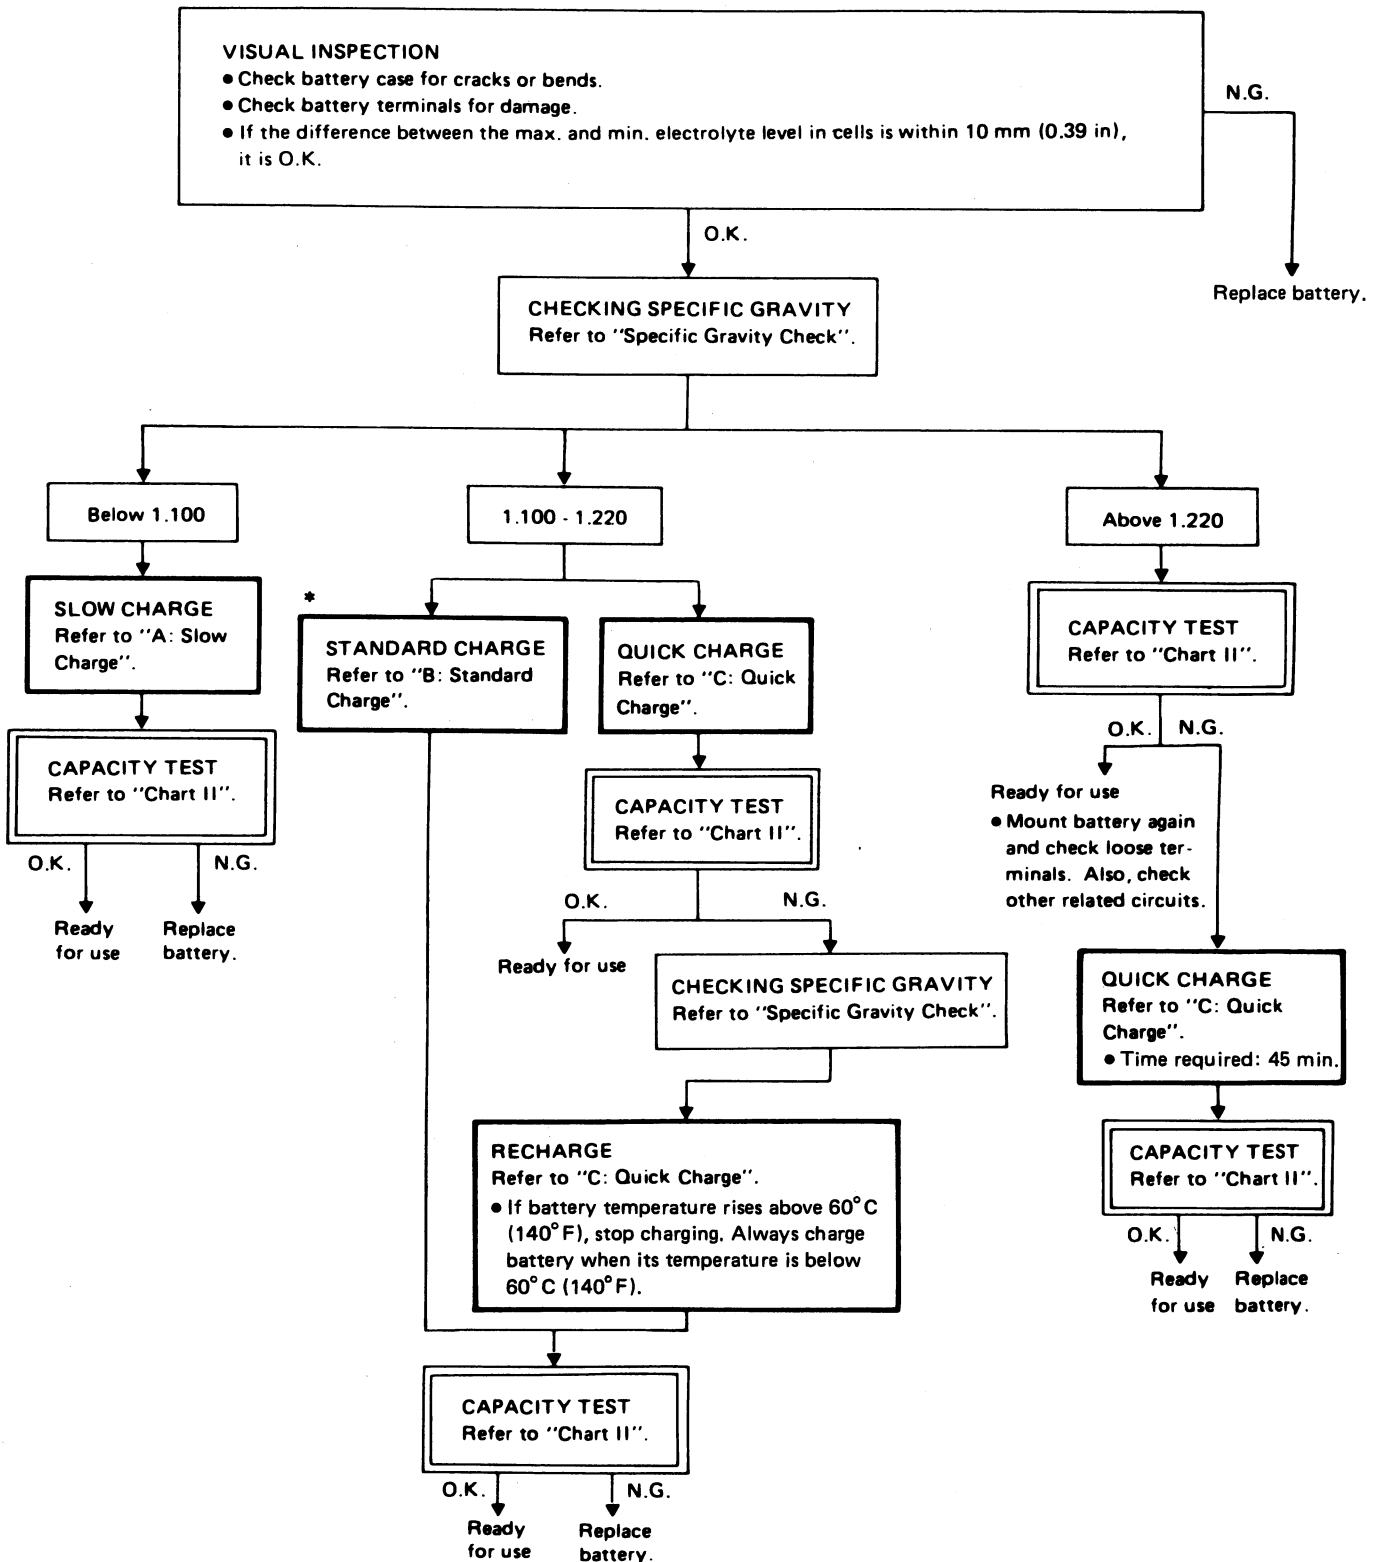 VISUAL INSPECTION
● Check battery case for cracks or bends.
● Check battery terminals for damage.
● If the difference between the max. and min. electrolyte level in cells is within 10 mm (0.39 in),
it is O.K.
N.G.
Replace battery.
O.K.
CHECKING SPECIFIC GRAVITY
Refer to "Specific Gravity Check".
Below 1.100
1.100 - 1.220
Above 1.220
SLOW CHARGE
Refer to "A: Slow
Charge".
CAPACITY TEST
Refer to "Chart II".
O.K.
N.G.
Ready
for use
Replace
battery.
*
STANDARD CHARGE
Refer to "B: Standard
Charge".
QUICK CHARGE
Refer to "C: Quick
Charge".
CAPACITY TEST
Refer to "Chart II".
O.K.
N.G.
Ready for use
CHECKING SPECIFIC GRAVITY
Refer to "Specific Gravity Check".
RECHARGE
Refer to "C: Quick Charge".
● If battery temperature rises above 60°C
(140°F), stop charging. Always charge
battery when its temperature is below
60°C (140°F).
CAPACITY TEST
Refer to "Chart II".
O.K.
N.G.
Ready
for use
Replace
battery.
CAPACITY TEST
Refer to "Chart II".
O.K.
N.G.
Ready for use
● Mount battery again
and check loose ter-
minals. Also, check
other related circuits.
QUICK CHARGE
Refer to "C: Quick
Charge".
● Time required: 45 min.
CAPACITY TEST
Refer to "Chart II".
O.K.
N.G.
Ready
for use
Replace
battery.